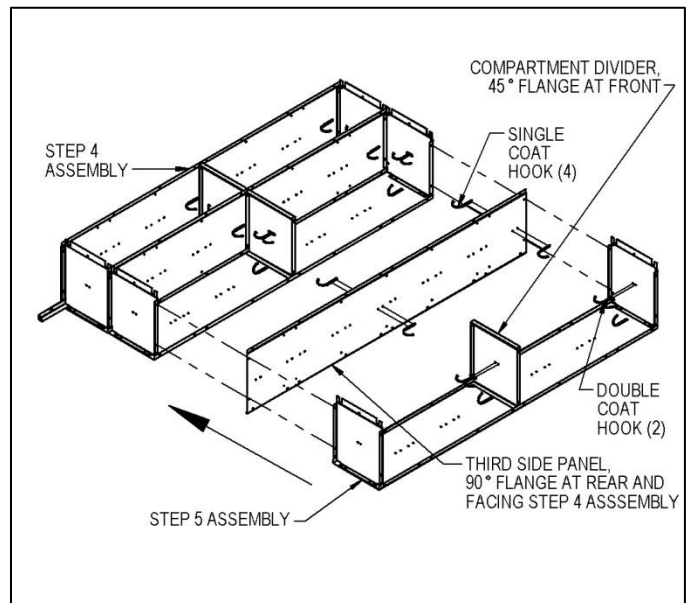 COMPARTMENT DIVIDER,
45° FLANGE AT FRONT
SINGLE
COAT
HOOK (4)
STEP 4
ASSEMBLY
DOUBLE
COAT
HOOK (2)
THIRD SIDE PANEL,
90° FLANGE AT REAR AND
FACING STEP 4 ASSSEMBLY
STEP 5 ASSEMBLY